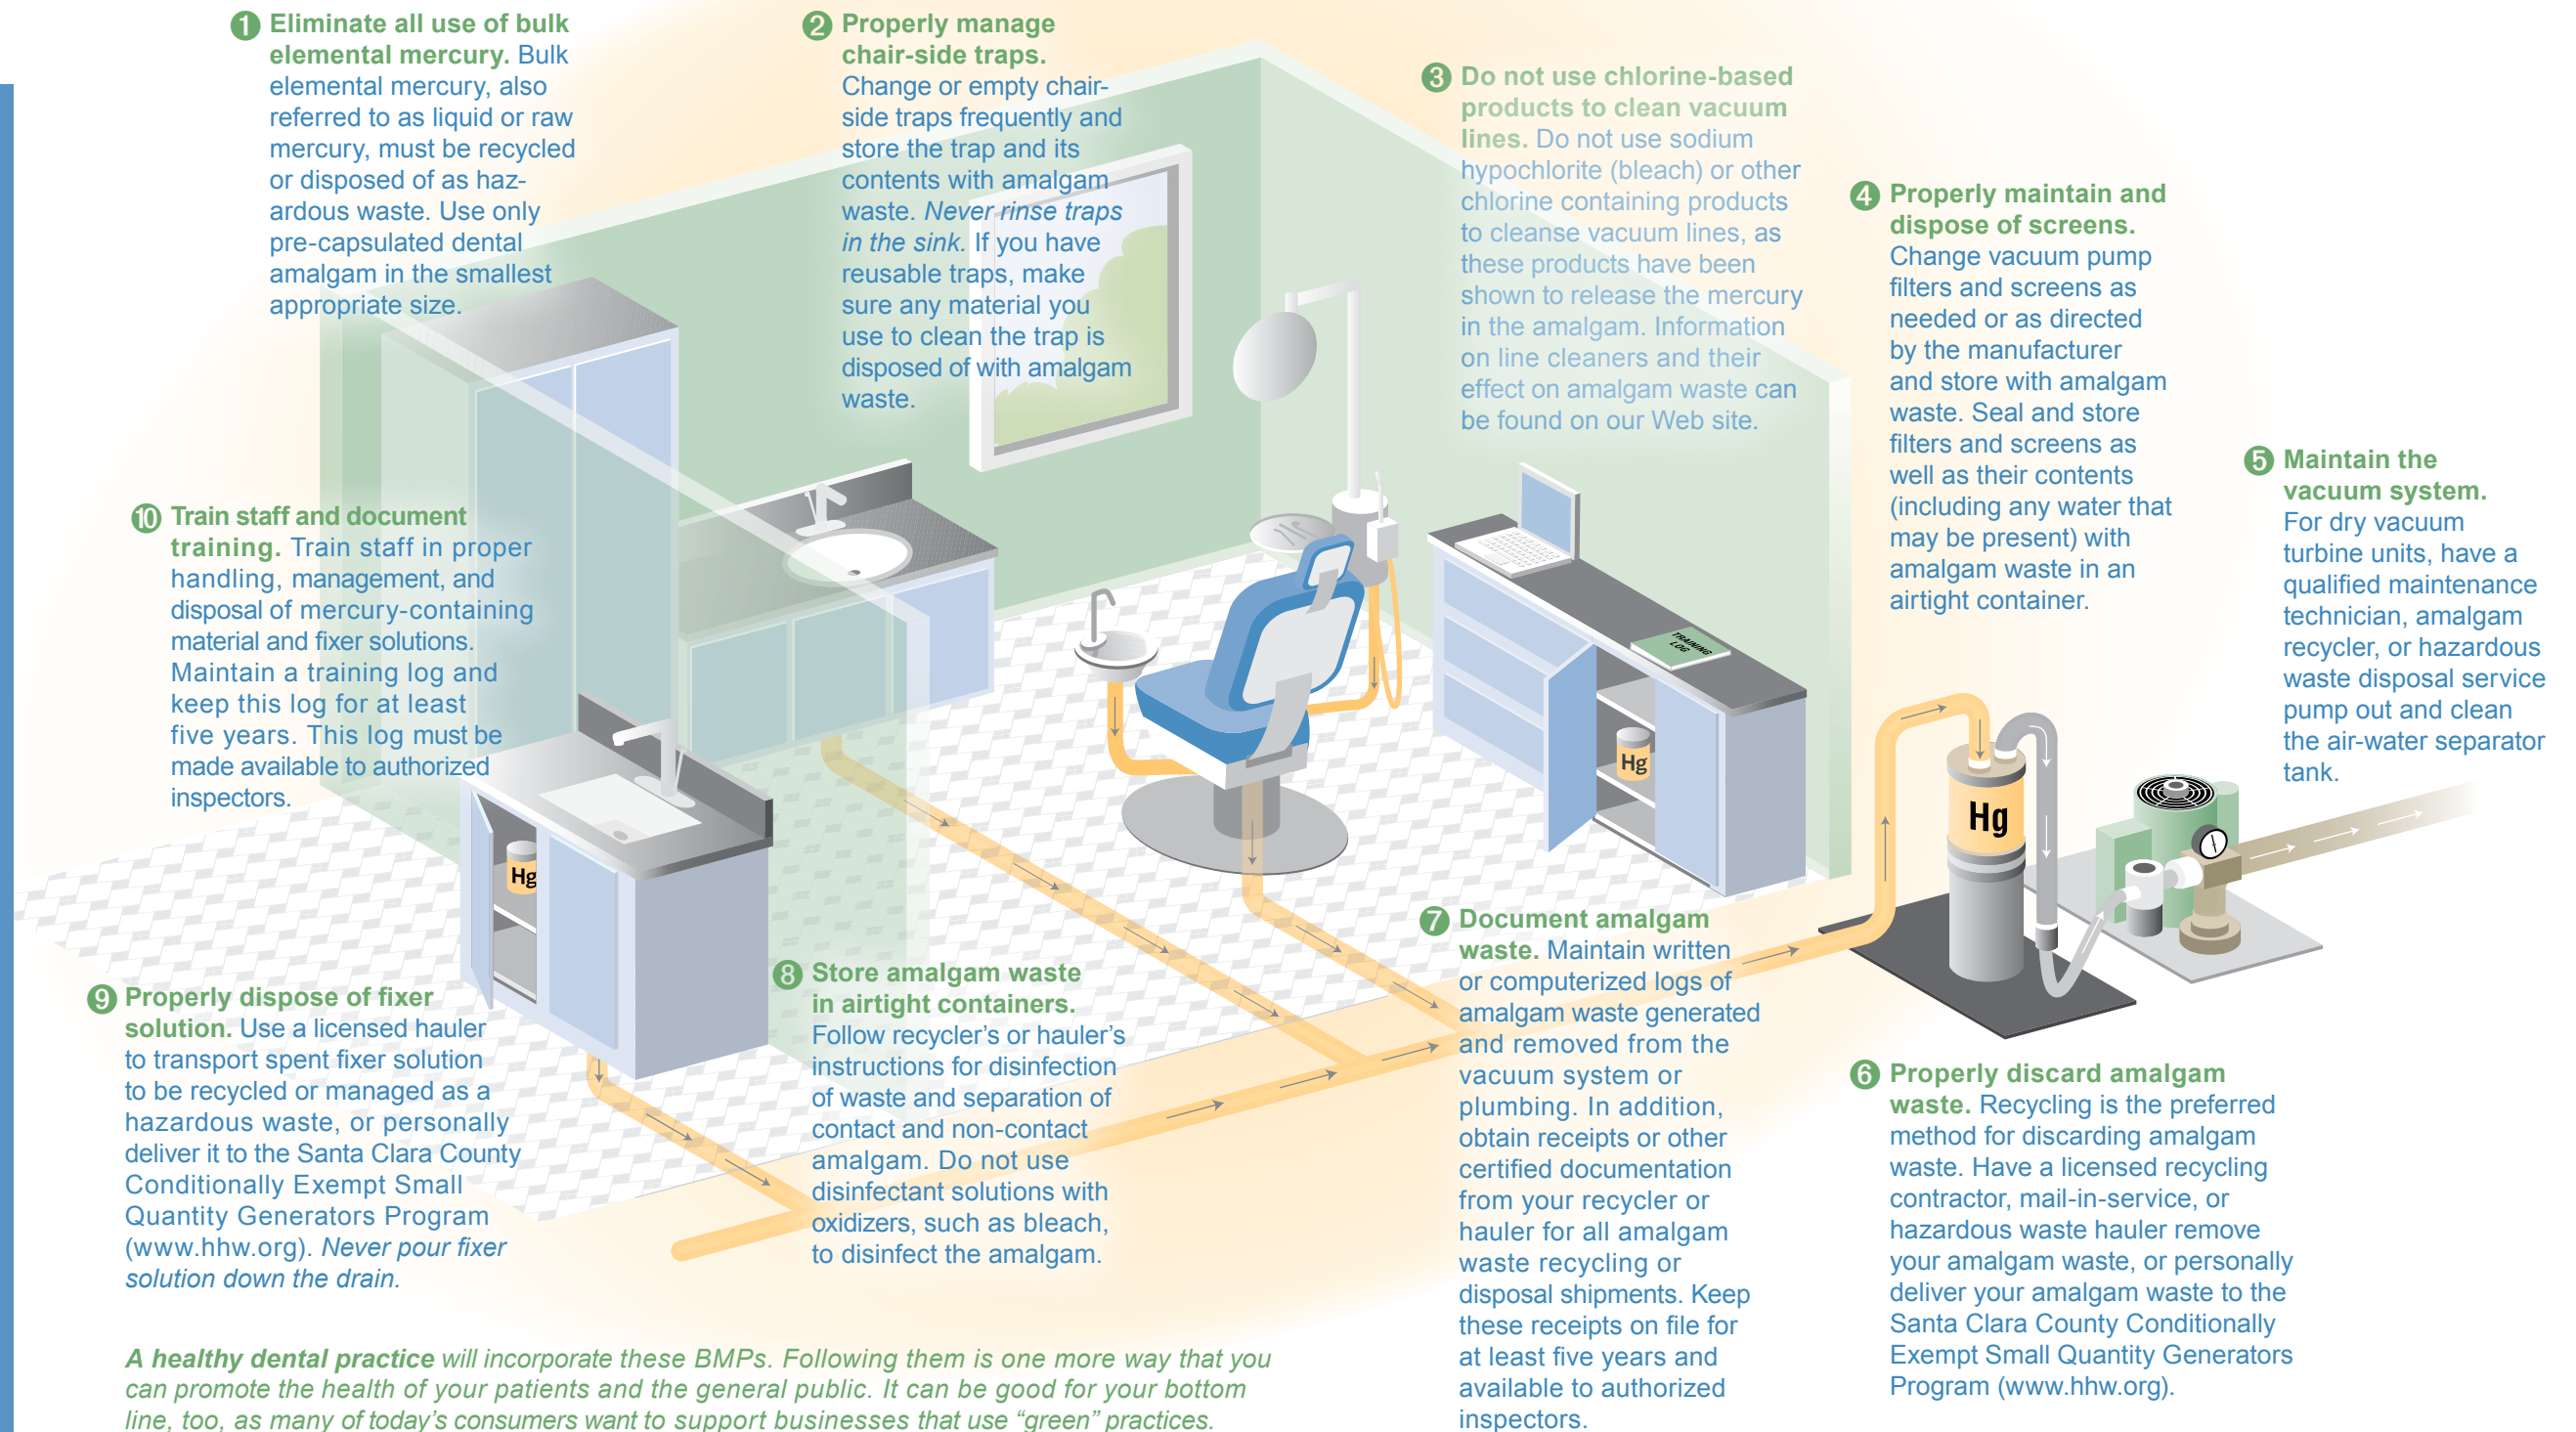 ❶ Eliminate all use of bulk
elemental mercury. Bulk
elemental mercury, also
referred to as liquid or raw
mercury, must be recycled
or disposed of as haz-
ardous waste. Use only
pre-capsulated dental
amalgam in the smallest
appropriate size.
❷ Properly manage
chair-side traps.
Change or empty chair-
side traps frequently and
store the trap and its
contents with amalgam
waste. Never rinse traps
in the sink. If you have
reusable traps, make
sure any material you
use to clean the trap is
disposed of with amalgam
waste.
❸ Do not use chlorine-based
products to clean vacuum
lines. Do not use sodium
hypochlorite (bleach) or other
chlorine containing products
to cleanse vacuum lines, as
these products have been
shown to release the mercury
in the amalgam. Information
on line cleaners and their
effect on amalgam waste can
be found on our Web site.
❹ Properly maintain and
dispose of screens.
Change vacuum pump
filters and screens as
needed or as directed
by the manufacturer
and store with amalgam
waste. Seal and store
filters and screens as
well as their contents
(including any water that
may be present) with
amalgam waste in an
airtight container.
❺ Maintain the
vacuum system.
For dry vacuum
turbine units, have a
qualified maintenance
technician, amalgam
recycler, or hazardous
waste disposal service
pump out and clean
the air-water separator
tank.
❿ Train staff and document
training. Train staff in proper
handling, management, and
disposal of mercury-containing
material and fixer solutions.
Maintain a training log and
keep this log for at least
five years. This log must be
made available to authorized
inspectors.
TRAINING
LOG
Hg
Hg
Hg
❾ Properly dispose of fixer
solution. Use a licensed hauler
to transport spent fixer solution
to be recycled or managed as a
hazardous waste, or personally
deliver it to the Santa Clara County
Conditionally Exempt Small
Quantity Generators Program
(www.hhw.org). Never pour fixer
solution down the drain.
❽ Store amalgam waste
in airtight containers.
Follow recycler’s or hauler’s
instructions for disinfection
of waste and separation of
contact and non-contact
amalgam. Do not use
disinfectant solutions with
oxidizers, such as bleach,
to disinfect the amalgam.
❼ Document amalgam
waste. Maintain written
or computerized logs of
amalgam waste generated
and removed from the
vacuum system or
plumbing. In addition,
obtain receipts or other
certified documentation
from your recycler or
hauler for all amalgam
waste recycling or
disposal shipments. Keep
these receipts on file for
at least five years and
available to authorized
inspectors.
❻ Properly discard amalgam
waste. Recycling is the preferred
method for discarding amalgam
waste. Have a licensed recycling
contractor, mail-in-service, or
hazardous waste hauler remove
your amalgam waste, or personally
deliver your amalgam waste to the
Santa Clara County Conditionally
Exempt Small Quantity Generators
Program (www.hhw.org).
A healthy dental practice will incorporate these BMPs. Following them is one more way that you
can promote the health of your patients and the general public. It can be good for your bottom
line, too, as many of today’s consumers want to support businesses that use “green” practices.